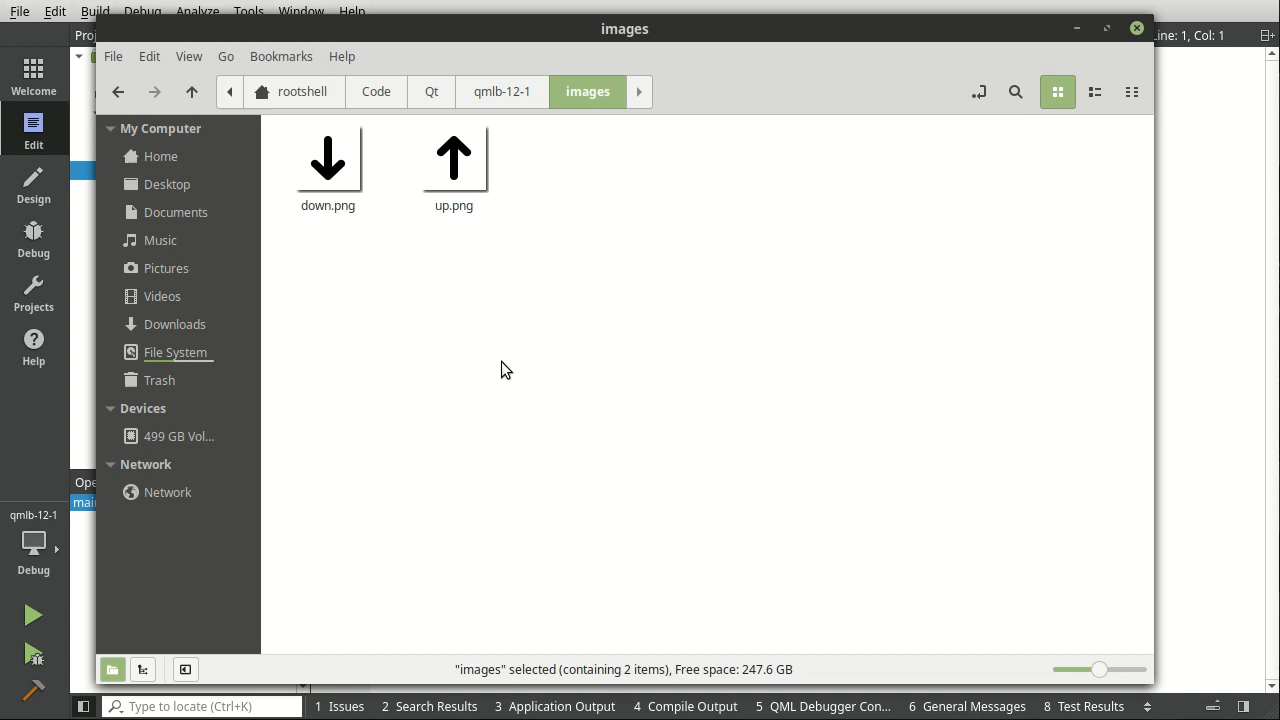 File Edit Build Debug Analyze Tools Window Help
images
Line: 1, Col: 1
File Edit View Go Bookmarks Help
rootshell Code Qt qmlb-12-1 images
Welcome
Edit
Design
Debug
Projects
Help
qmlb-12-1
Debug
My Computer
Home
Desktop
Documents
Music
Pictures
Videos
Downloads
File System
Trash
Devices
499 GB Vol...
Network
Network
down.png up.png
"images" selected (containing 2 items), Free space: 247.6 GB
Type to locate (Ctrl+K) 1 Issues 2 Search Results 3 Application Output 4 Compile Output 5 QML Debugger Con... 6 General Messages 8 Test Results